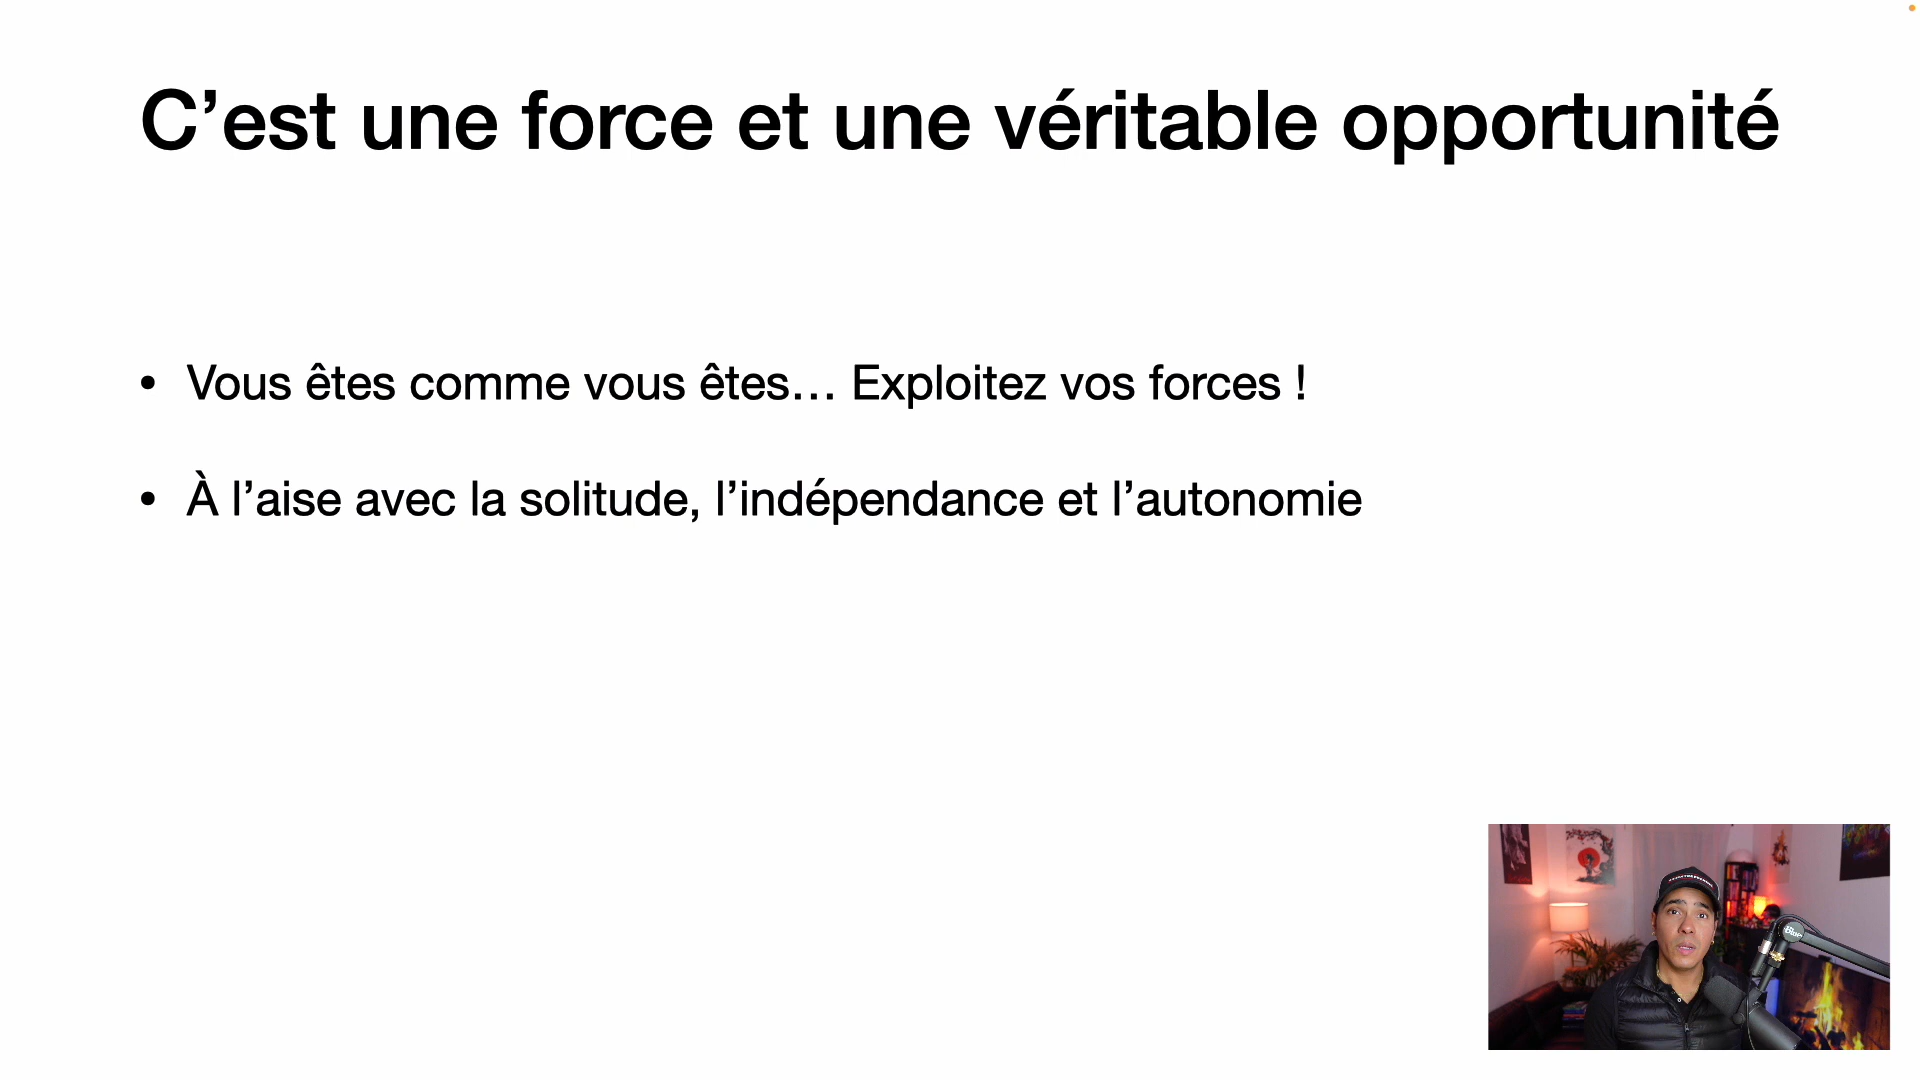 C’est une force et une véritable opportunité
• Vous êtes comme vous êtes… Exploitez vos forces !
• À l’aise avec la solitude, l’indépendance et l’autonomie
Blue